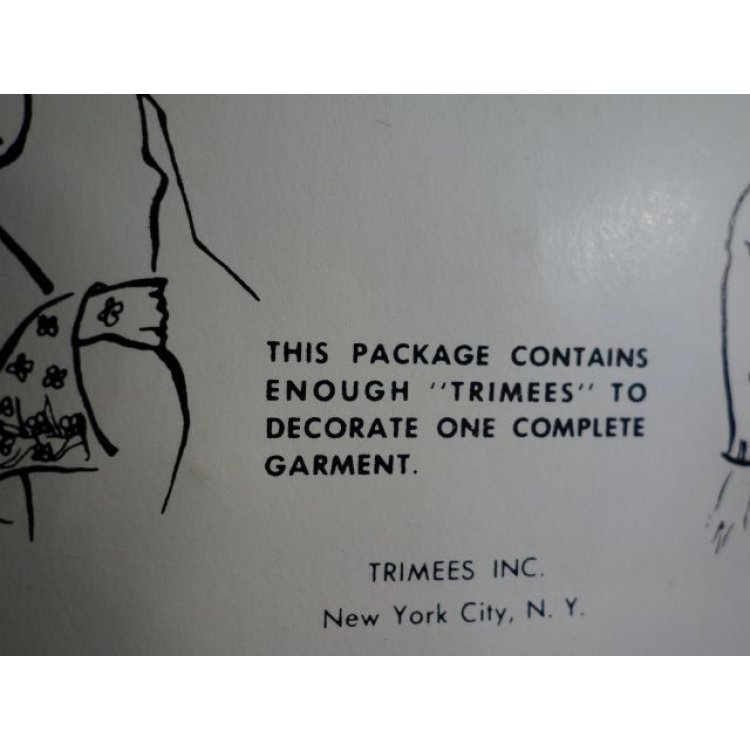 THIS PACKAGE CONTAINS
ENOUGH "TRIMEES" TO
DECORATE ONE COMPLETE
GARMENT.
TRIMEES INC.
New York City, N. Y.